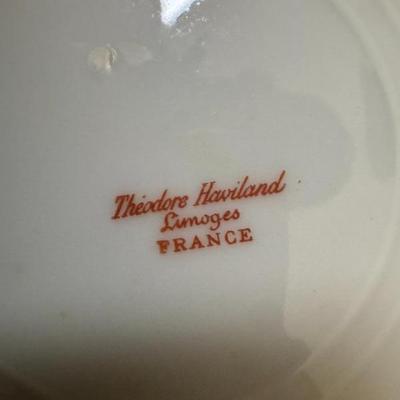 Théodore Haviland
Limoges
FRANCE